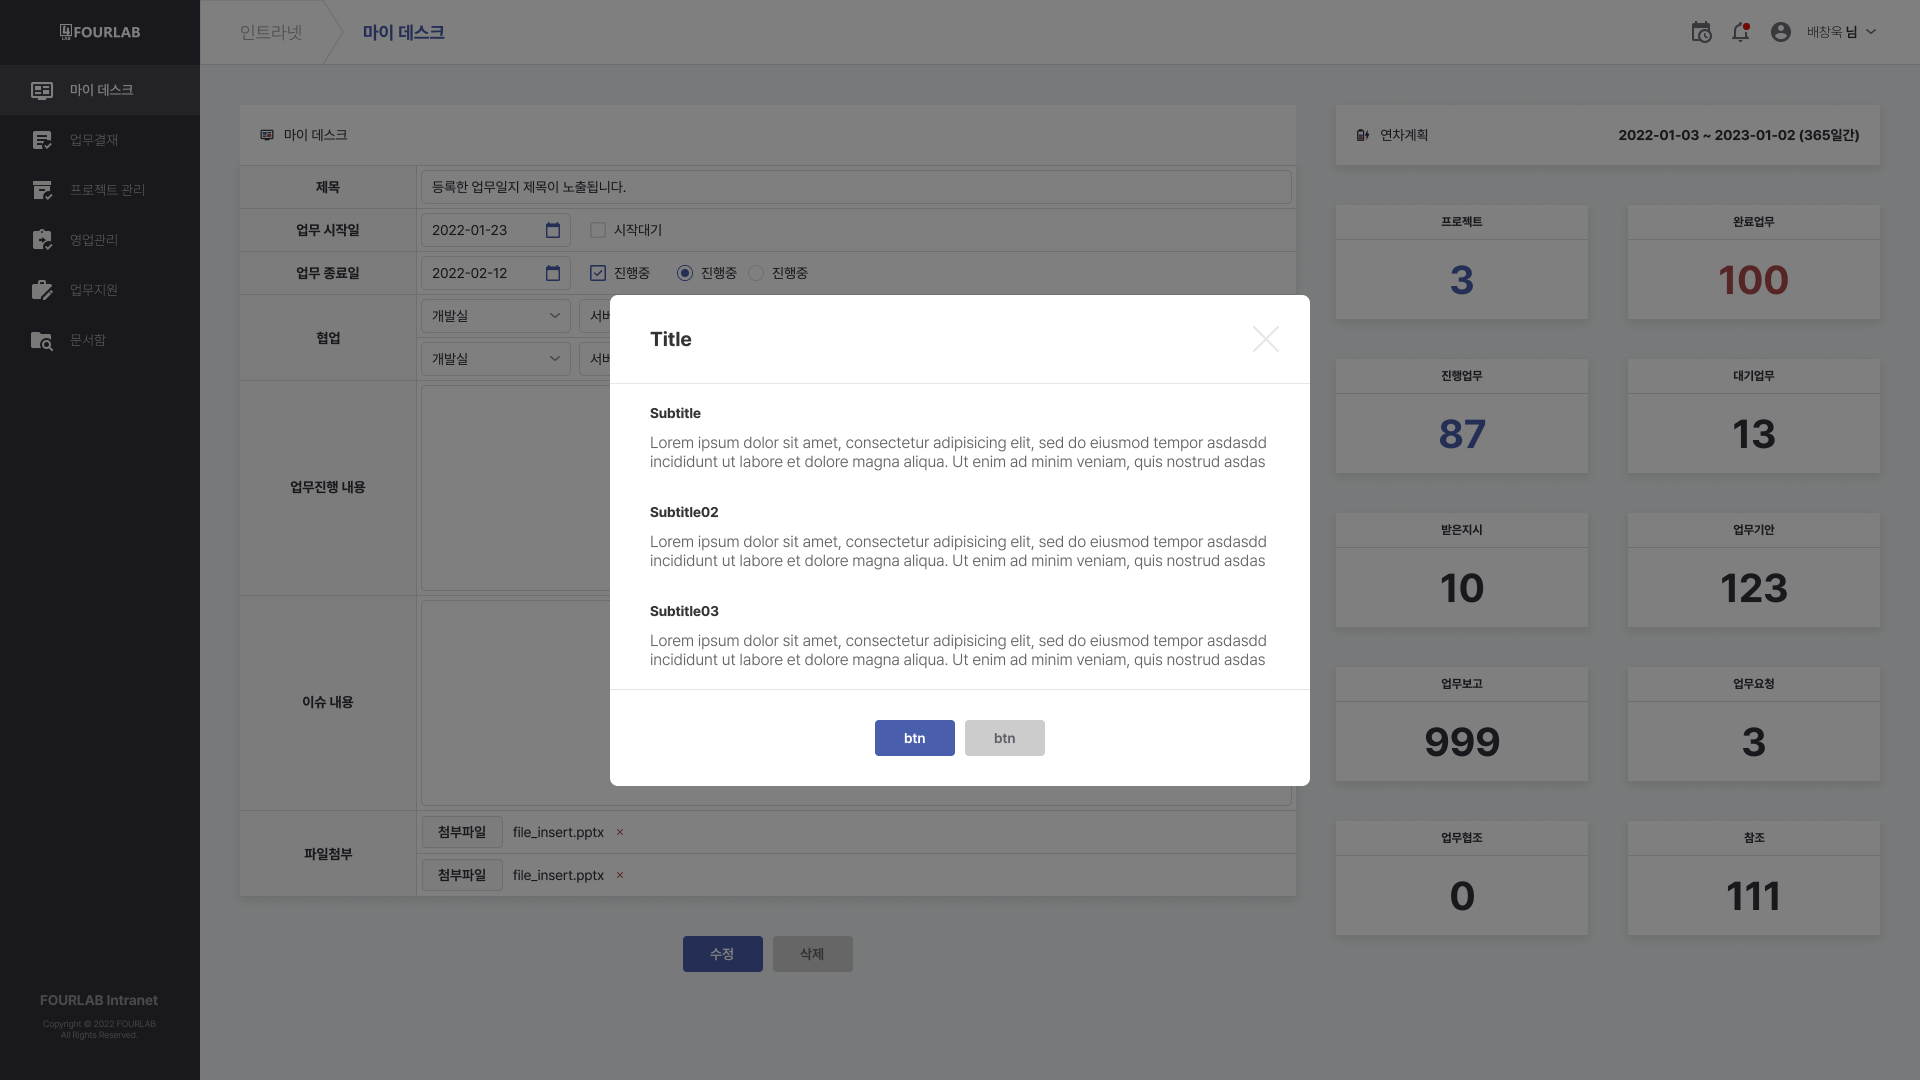 FOURLAB
인트라넷
마이 데스크
배창욱 님
마이 데스크
업무결재
프로젝트 관리
영업관리
업무지원
문서함
FOURLAB Intranet
Copyright © 2022 FOURLAB
All Rights Reserved.
마이 데스크
제목
등록한 업무일지 제목이 노출됩니다.
업무 시작일
2022-01-23
시작대기
업무 종료일
2022-02-12
진행중
진행중
진행중
협업
개발실
서버
개발실
서버
업무진행 내용
이슈 내용
파일첨부
첨부파일
file_insert.pptx
첨부파일
file_insert.pptx
수정
삭제
Title
Subtitle
Lorem ipsum dolor sit amet, consectetur adipisicing elit, sed do eiusmod tempor asdasdd
incididunt ut labore et dolore magna aliqua. Ut enim ad minim veniam, quis nostrud asdas
Subtitle02
Lorem ipsum dolor sit amet, consectetur adipisicing elit, sed do eiusmod tempor asdasdd
incididunt ut labore et dolore magna aliqua. Ut enim ad minim veniam, quis nostrud asdas
Subtitle03
Lorem ipsum dolor sit amet, consectetur adipisicing elit, sed do eiusmod tempor asdasdd
incididunt ut labore et dolore magna aliqua. Ut enim ad minim veniam, quis nostrud asdas
btn
btn
연차계획
2022-01-03 ~ 2023-01-02 (365일간)
프로젝트
3
완료업무
100
진행업무
87
대기업무
13
받은지시
10
업무기안
123
업무보고
999
업무요청
3
업무협조
0
참조
111